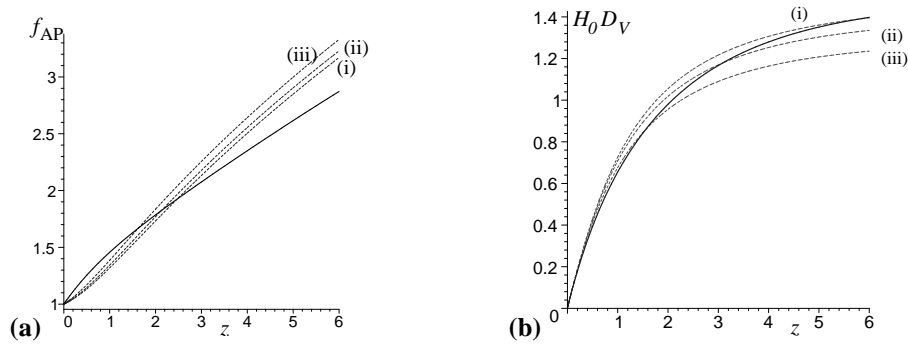 f_AP
(iii)
(ii)
(i)
3
2.5
2
1.5
1
0 1 2 3 4 5 6
z
(a)
H_0 D_V
1.4
1.2
1
0.8
0.6
0.4
0.2
0
(i)
(ii)
(iii)
1 2 3 4 5 6
z
(b)